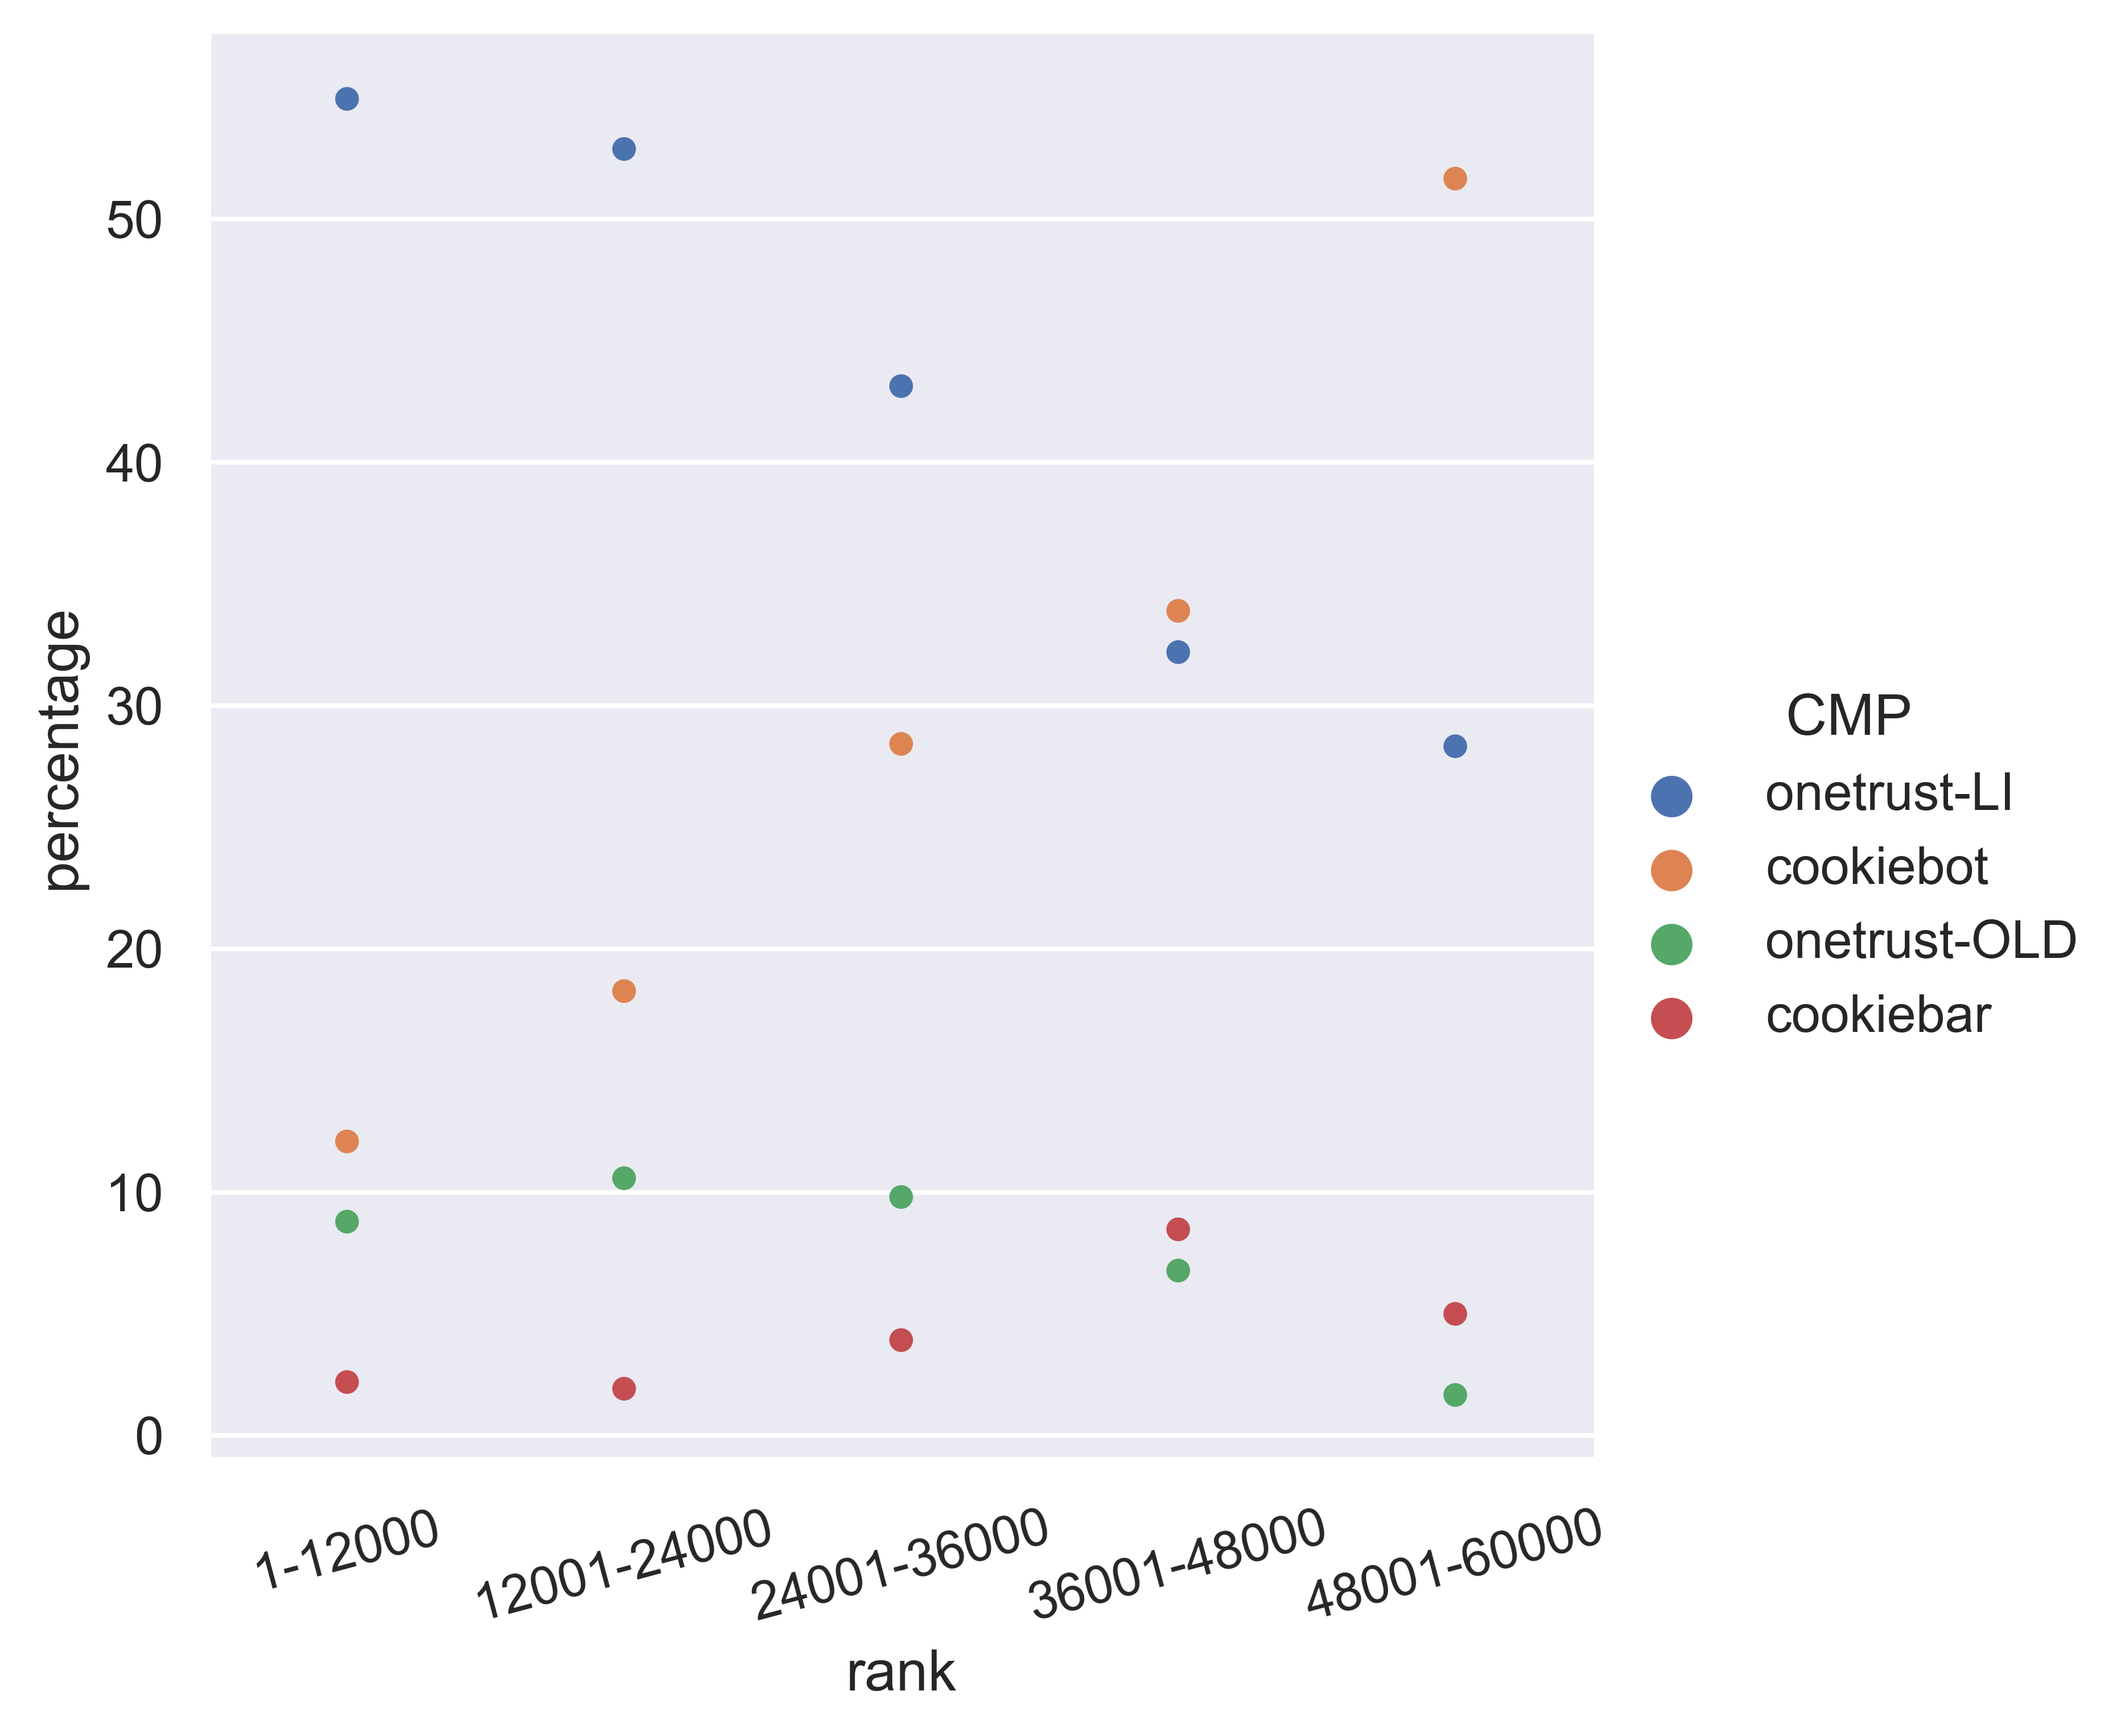 percentage
50
40
30
20
10
0
1-12000
12001-24000
24001-36000
36001-48000
48001-60000
rank
CMP
onetrust-LI
cookiebot
onetrust-OLD
cookiebar